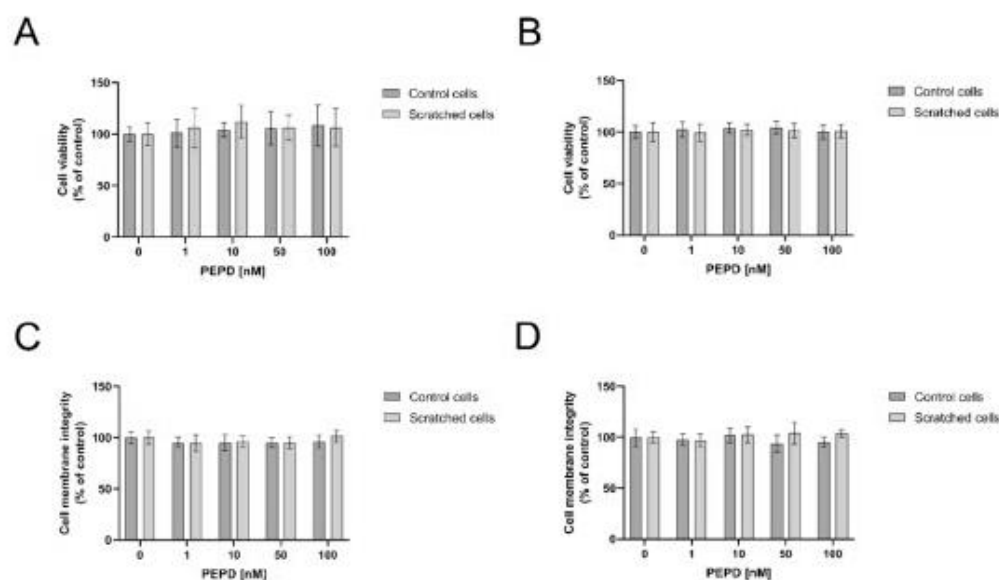 A
Cell viability
(% of control)
150
100
50
0
0 1 10 50 100
PEPD [nM]
Control cells
Scratched cells
B
Cell viability
(% of control)
150
100
50
0
0 1 10 50 100
PEPD [nM]
Control cells
Scratched cells
C
Cell membrane integrity
(% of control)
150
100
50
0
0 1 10 50 100
PEPD [nM]
Control cells
Scratched cells
D
Cell membrane integrity
(% of control)
150
100
50
0
0 1 10 50 100
PEPD [nM]
Control cells
Scratched cells